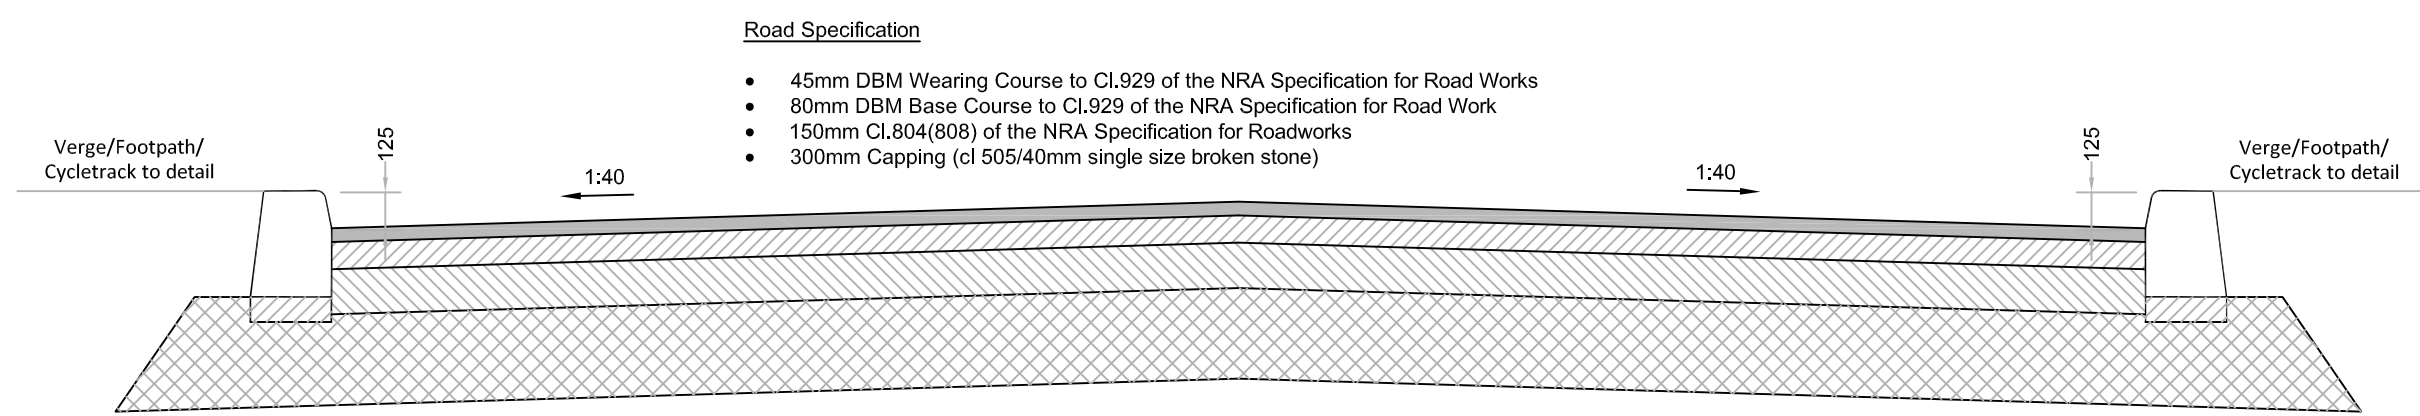 Road Specification
• 45mm DBM Wearing Course to Cl.929 of the NRA Specification for Road Works
• 80mm DBM Base Course to Cl.929 of the NRA Specification for Road Work
• 150mm Cl.804(808) of the NRA Specification for Roadworks
• 300mm Capping (cl 505/40mm single size broken stone)
Verge/Footpath/
Cycletrack to detail
125
1:40
1:40
125
Verge/Footpath/
Cycletrack to detail